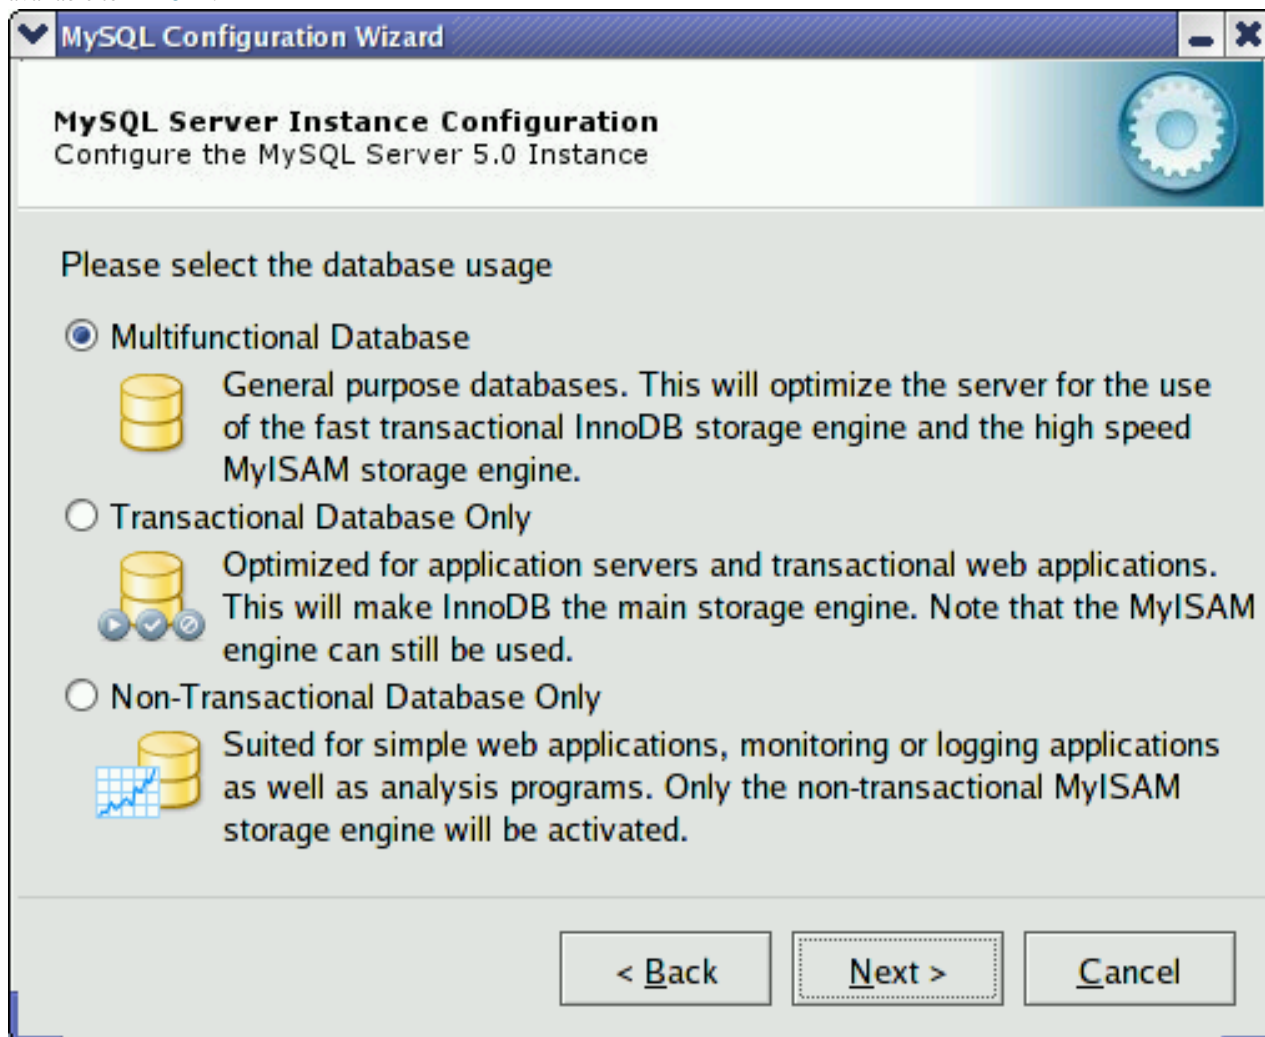 MySQL Configuration Wizard
MySQL Server Instance Configuration
Configure the MySQL Server 5.0 Instance
Please select the database usage
Multifunctional Database
General purpose databases. This will optimize the server for the use
of the fast transactional InnoDB storage engine and the high speed
MyISAM storage engine.
Transactional Database Only
Optimized for application servers and transactional web applications.
This will make InnoDB the main storage engine. Note that the MyISAM
engine can still be used.
Non-Transactional Database Only
Suited for simple web applications, monitoring or logging applications
as well as analysis programs. Only the non-transactional MyISAM
storage engine will be activated.
< Back Next > Cancel